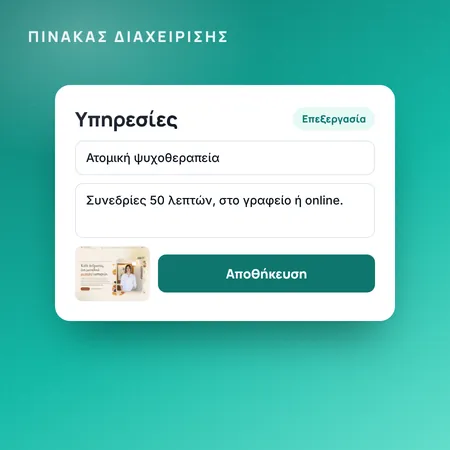 ΠΙΝΑΚΑΣ ΔΙΑΧΕΙΡΙΣΗΣ
Υπηρεσίες
Επεξεργασία
Ατομική ψυχοθεραπεία
Συνεδρίες 50 λεπτών, στο γραφείο ή online.
Αποθήκευση